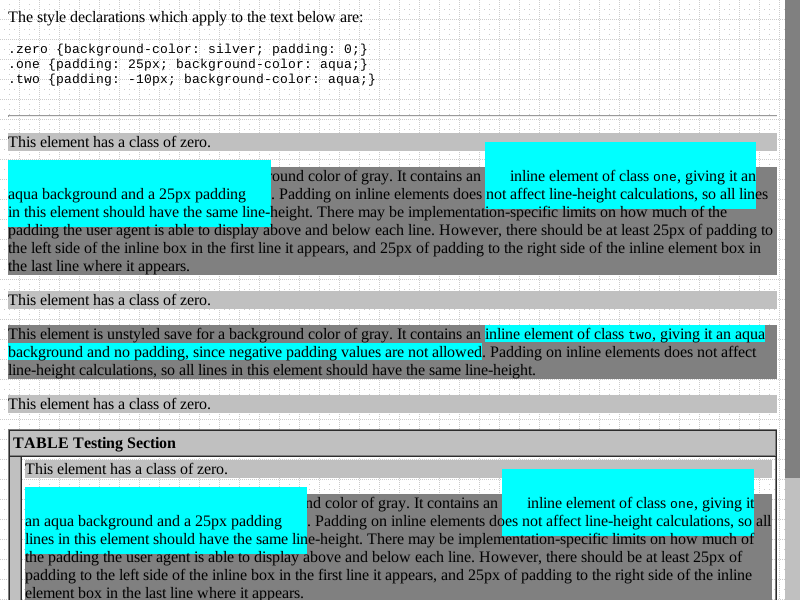 The style declarations which apply to the text below are:
.zero {background-color: silver; padding: 0;}
.one {padding: 25px; background-color: aqua;}
.two {padding: -10px; background-color: aqua;}
This element has a class of zero.
ound color of gray. It contains an inline element of class one, giving it an
aqua background and a 25px padding. Padding on inline elements does not affect line-height calculations, so all lines
in this element should have the same line-height. There may be implementation-specific limits on how much of the
padding the user agent is able to display above and below each line. However, there should be at least 25px of padding to
the left side of the inline box in the first line it appears, and 25px of padding to the right side of the inline element box in
the last line where it appears.
This element has a class of zero.
This element is unstyled save for a background color of gray. It contains an inline element of class two, giving it an aqua
background and no padding, since negative padding values are not allowed. Padding on inline elements does not affect
line-height calculations, so all lines in this element should have the same line-height.
This element has a class of zero.
TABLE Testing Section
This element has a class of zero.
nd color of gray. It contains an inline element of class one, giving it
an aqua background and a 25px padding. Padding on inline elements does not affect line-height calculations, so all
lines in this element should have the same line-height. There may be implementation-specific limits on how much of
the padding the user agent is able to display above and below each line. However, there should be at least 25px of
padding to the left side of the inline box in the first line it appears, and 25px of padding to the right side of the inline
element box in the last line where it appears.